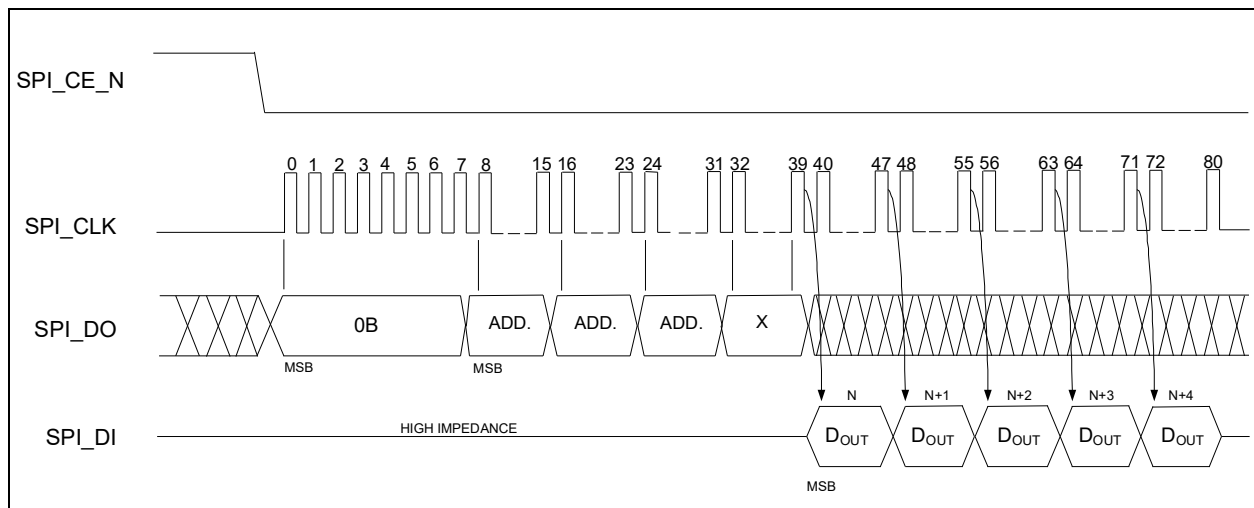 SPI_CE_N
0 1 2 3 4 5 6 7 8 15 16 23 24 31 32 39 40 47 48 55 56 63 64 71 72 80
SPI_CLK
SPI_DO
0B ADD. ADD. ADD. X
MSB MSB
N N+1 N+2 N+3 N+4
SPI_DI
HIGH IMPEDANCE
DOUT DOUT DOUT DOUT DOUT
MSB